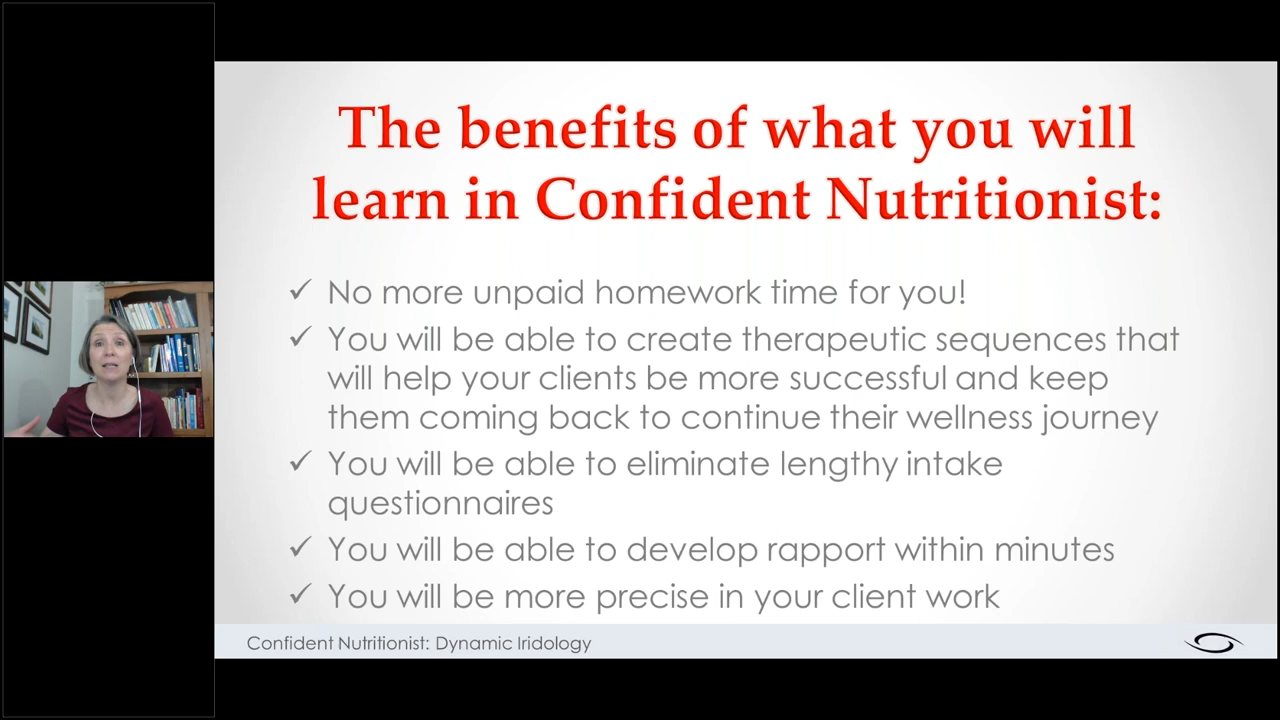 The benefits of what you will
learn in Confident Nutritionist:
✓ No more unpaid homework time for you!
✓ You will be able to create therapeutic sequences that
will help your clients be more successful and keep
them coming back to continue their wellness journey
✓ You will be able to eliminate lengthy intake
questionnaires
✓ You will be able to develop rapport within minutes
✓ You will be more precise in your client work
Confident Nutritionist: Dynamic Iridology